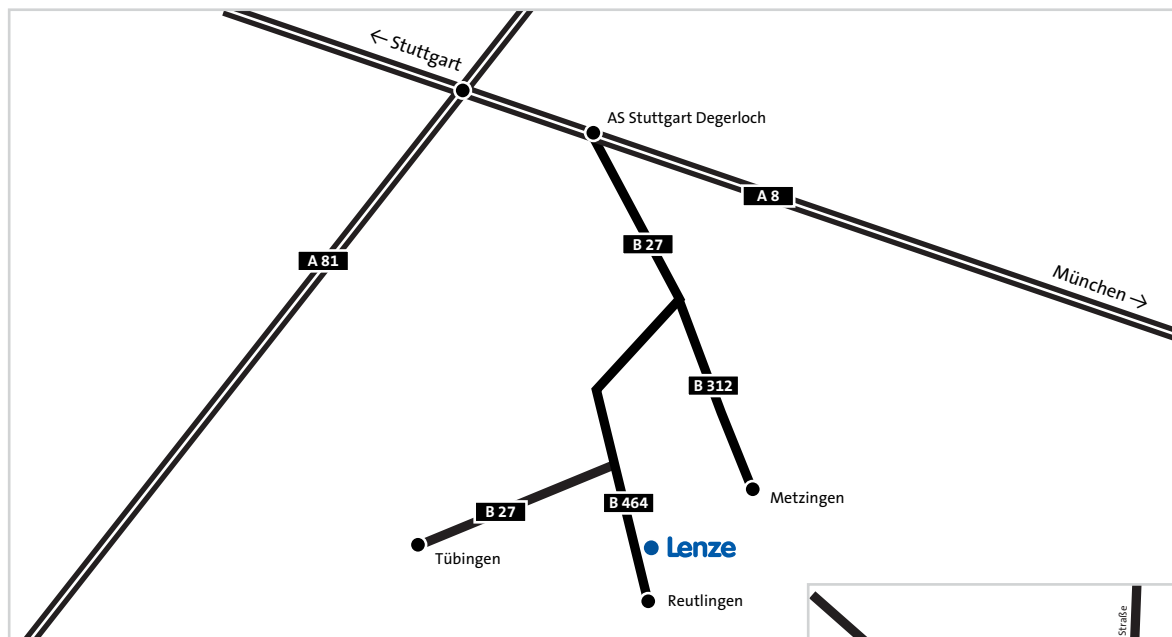 ← Stuttgart
AS Stuttgart Degerloch
A 8
B 27
A 81
München →
B 312
Metzingen
B 464
B 27
Lenze
Tübingen
Reutlingen
Straße